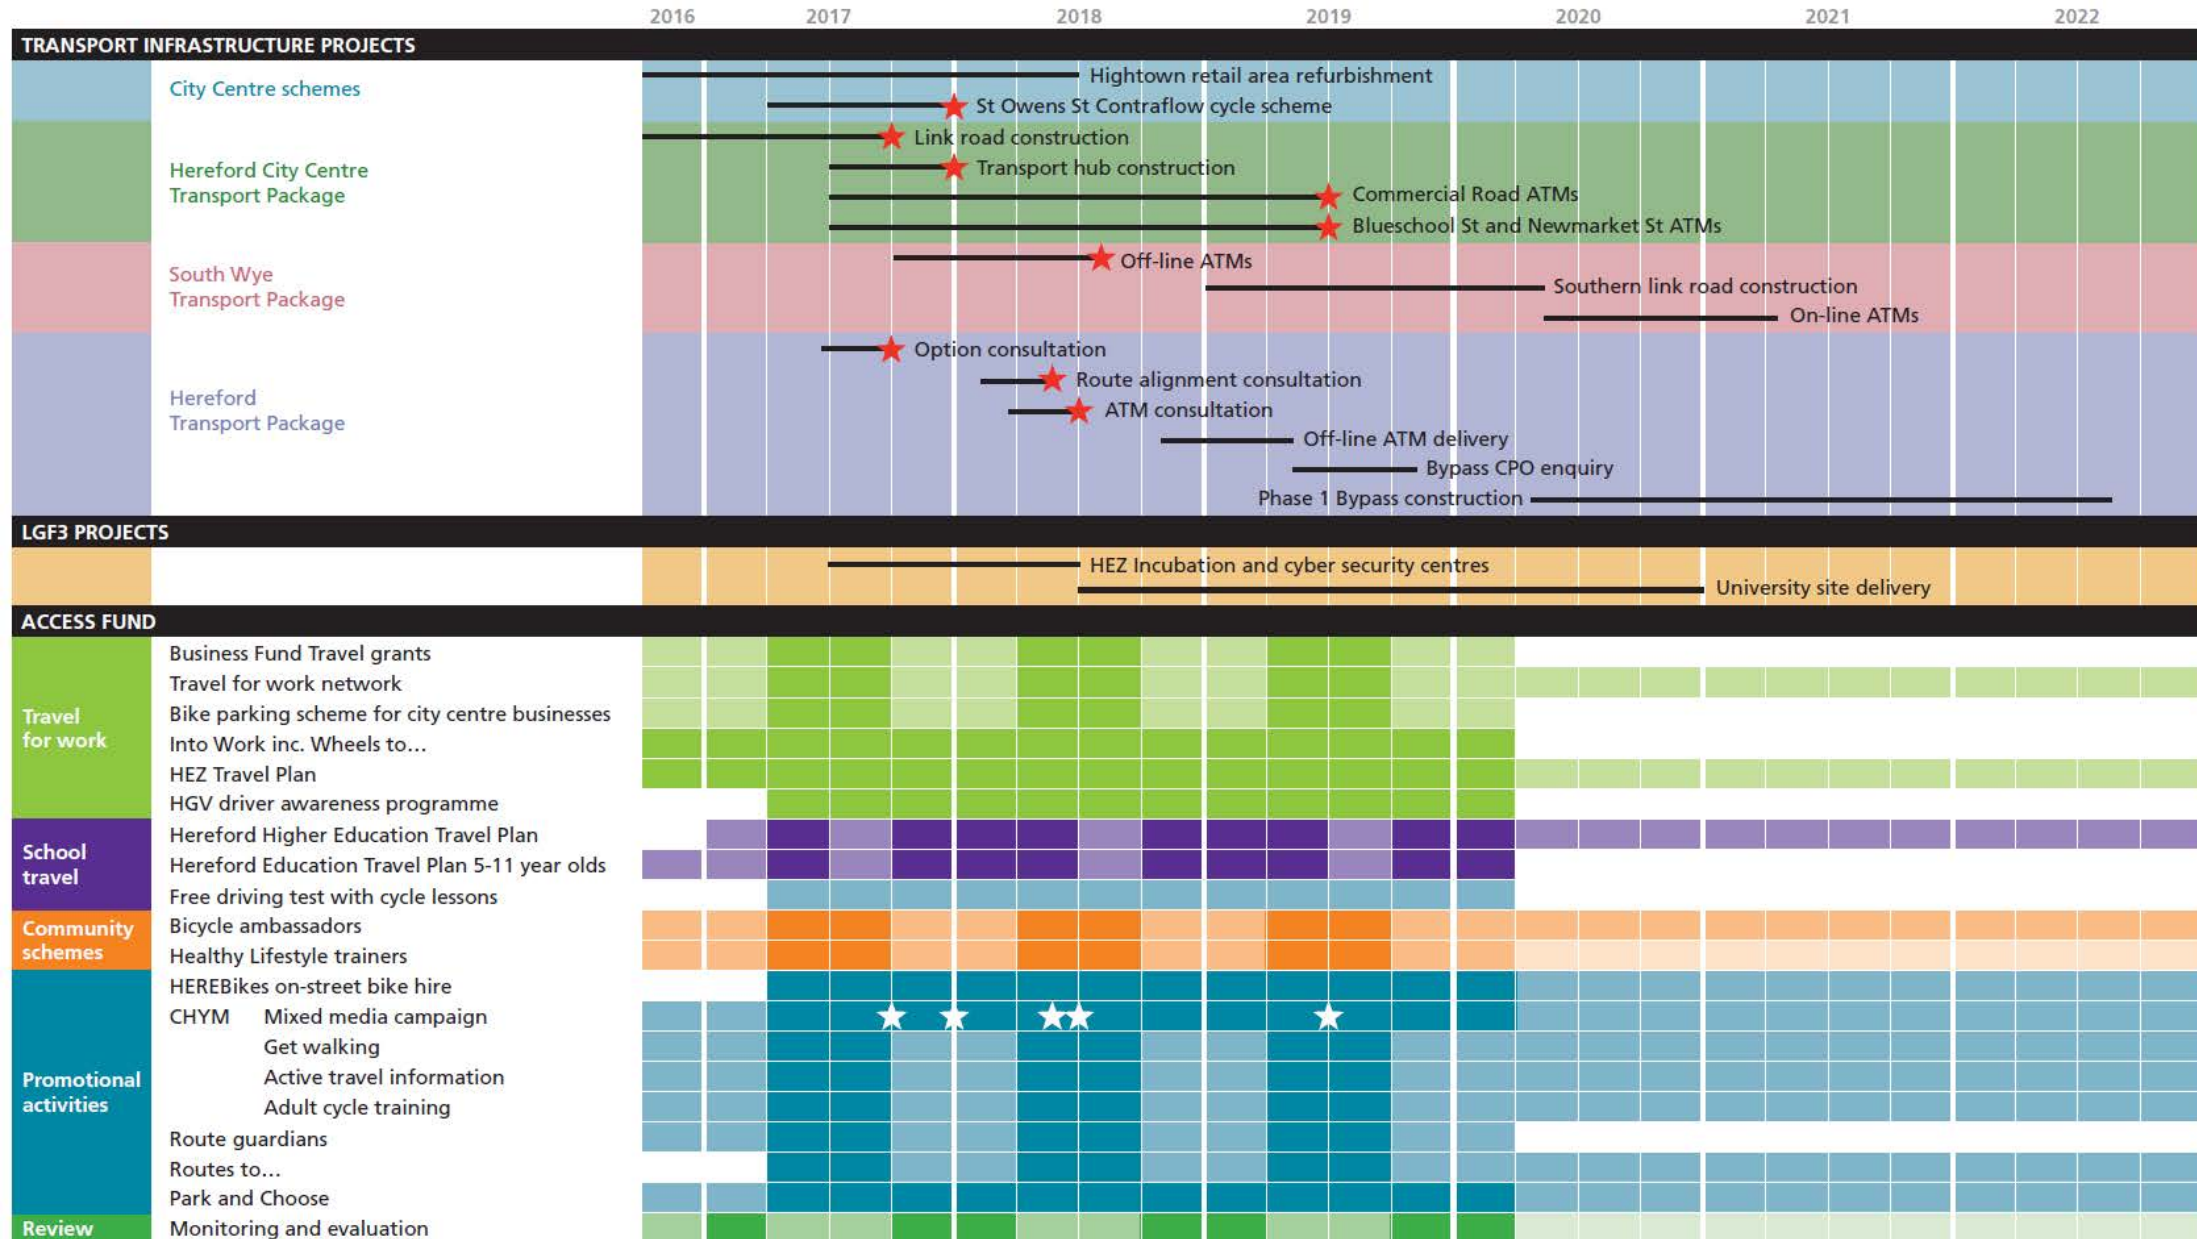 2016 2017 2018 2019 2020 2021 2022
TRANSPORT INFRASTRUCTURE PROJECTS
City Centre schemes
Hightown retail area refurbishment
St Owens St Contraflow cycle scheme
Hereford City Centre
Transport Package
Link road construction
Transport hub construction
Commercial Road ATMs
Blueschool St and Newmarket St ATMs
South Wye
Transport Package
Off-line ATMs
Southern link road construction
On-line ATMs
Hereford
Transport Package
Option consultation
Route alignment consultation
ATM consultation
Off-line ATM delivery
Bypass CPO enquiry
Phase 1 Bypass construction
LGF3 PROJECTS
HEZ Incubation and cyber security centres
University site delivery
ACCESS FUND
Travel
for work
Business Fund Travel grants
Travel for work network
Bike parking scheme for city centre businesses
Into Work inc. Wheels to…
HEZ Travel Plan
HGV driver awareness programme
School
travel
Hereford Higher Education Travel Plan
Hereford Education Travel Plan 5-11 year olds
Free driving test with cycle lessons
Community
schemes
Bicycle ambassadors
Healthy Lifestyle trainers
Promotional
activities
HEREBikes on-street bike hire
CHYM Mixed media campaign
Get walking
Active travel information
Adult cycle training
Route guardians
Routes to…
Park and Choose
Review
Monitoring and evaluation